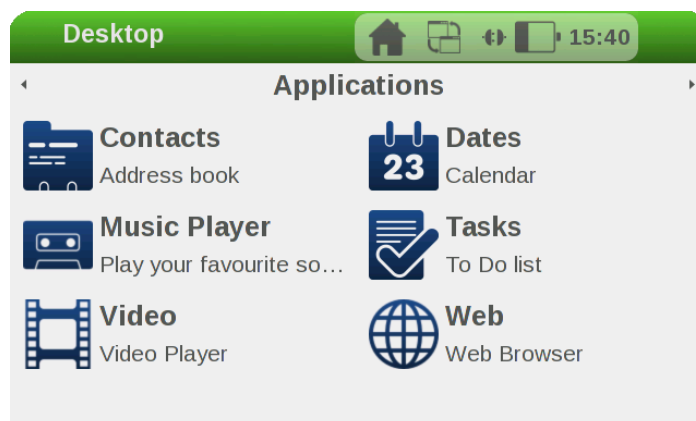 Desktop
15:40
Applications
Contacts
Address book
23
Dates
Calendar
Music Player
Play your favourite so...
Tasks
To Do list
Video
Video Player
Web
Web Browser